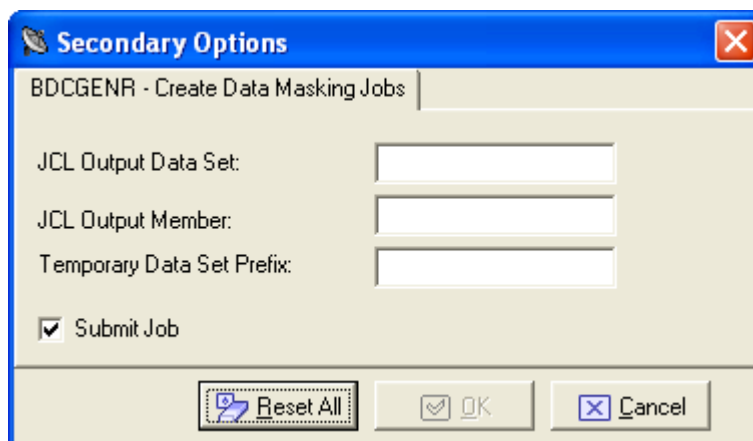 Secondary Options
BDCGENR - Create Data Masking Jobs
JCL Output Data Set:
JCL Output Member:
Temporary Data Set Prefix:
Submit Job
Reset All OK Cancel